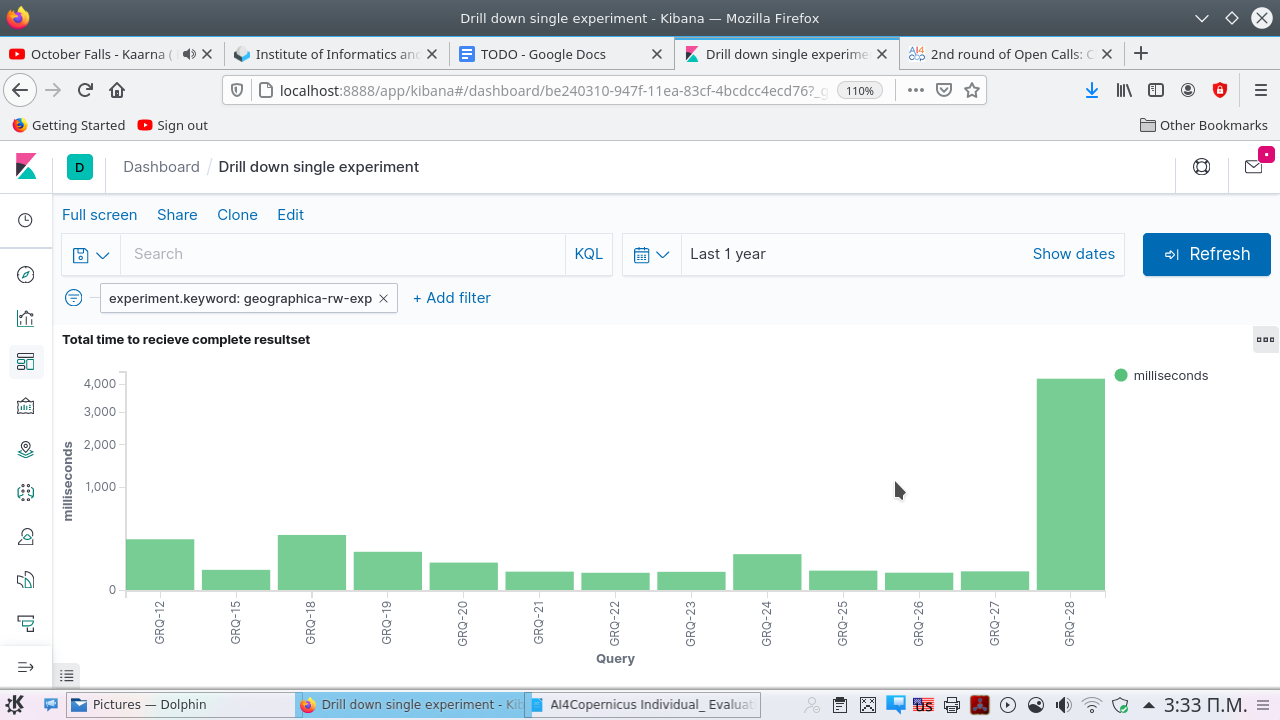 Drill down single experiment - Kibana — Mozilla Firefox
October Falls - Kaarna (
Institute of Informatics and
TODO - Google Docs
Drill down single experime
2nd round of Open Calls: C
localhost:8888/app/kibana#/dashboard/be240310-947f-11ea-83cf-4bcdcc4ecd76?_g
110%
Getting Started
Sign out
Other Bookmarks
D
Dashboard / Drill down single experiment
Full screen
Share
Clone
Edit
Search
KQL
Last 1 year
Show dates
Refresh
experiment.keyword: geographica-rw-exp
+ Add filter
Total time to recieve complete resultset
milliseconds
4,000
3,000
2,000
1,000
0
milliseconds
GRQ-12
GRQ-15
GRQ-18
GRQ-19
GRQ-20
GRQ-21
GRQ-22
GRQ-23
GRQ-24
GRQ-25
GRQ-26
GRQ-27
GRQ-28
Query
Pictures — Dolphin
Drill down single experiment - Kib
AI4Copernicus Individual_ Evaluat
us
3:33 Π.Μ.